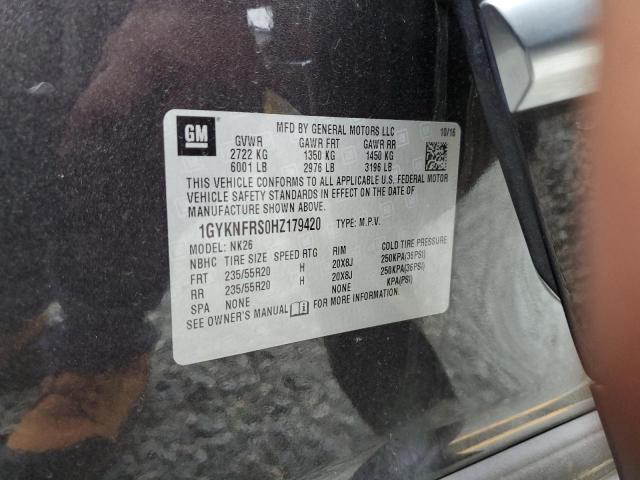 GM
MFD BY GENERAL MOTORS LLC 10/16
GVWR GAWR FRT GAWR RR
2722 KG 1350 KG 1450 KG
6001 LB 2976 LB 3196 LB
THIS VEHICLE CONFORMS TO ALL APPLICABLE U.S. FEDERAL MOTOR
VEHICLE SAFETY STANDARDS IN EFFECT ON THE DATE OF
MANUFACTURE SHOWN ABOVE.
1GYKNFRS0HZ179420 TYPE: M.P.V.
MODEL: NK26
NBHC TIRE SIZE SPEED RTG RIM COLD TIRE PRESSURE
FRT 235/55R20 H 20X8J 250KPA(36PSI)
RR 235/55R20 H 20X8J 250KPA(36PSI)
SPA NONE NONE KPA(PSI)
SEE OWNER'S MANUAL FOR MORE INFORMATION.